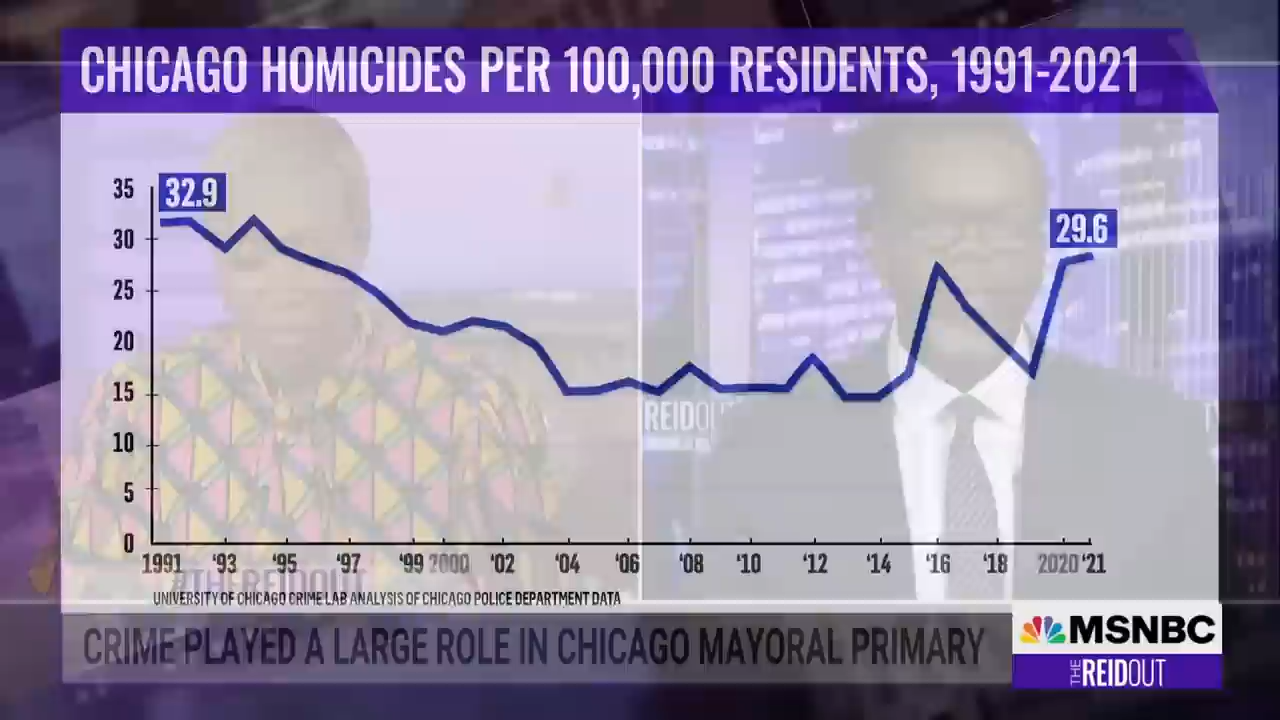 CHICAGO HOMICIDES PER 100,000 RESIDENTS, 1991-2021
35
32.9
30
29.6
25
20
15
10
5
0
1991 '93 '95 '97 '99 2000 '02 '04 '06 '08 '10 '12 '14 '16 '18 2020 '21
REIDOUT
#THEREIDOUT
UNIVERSITY OF CHICAGO CRIME LAB ANALYSIS OF CHICAGO POLICE DEPARTMENT DATA
CRIME PLAYED A LARGE ROLE IN CHICAGO MAYORAL PRIMARY
MSNBC
THE REIDOUT